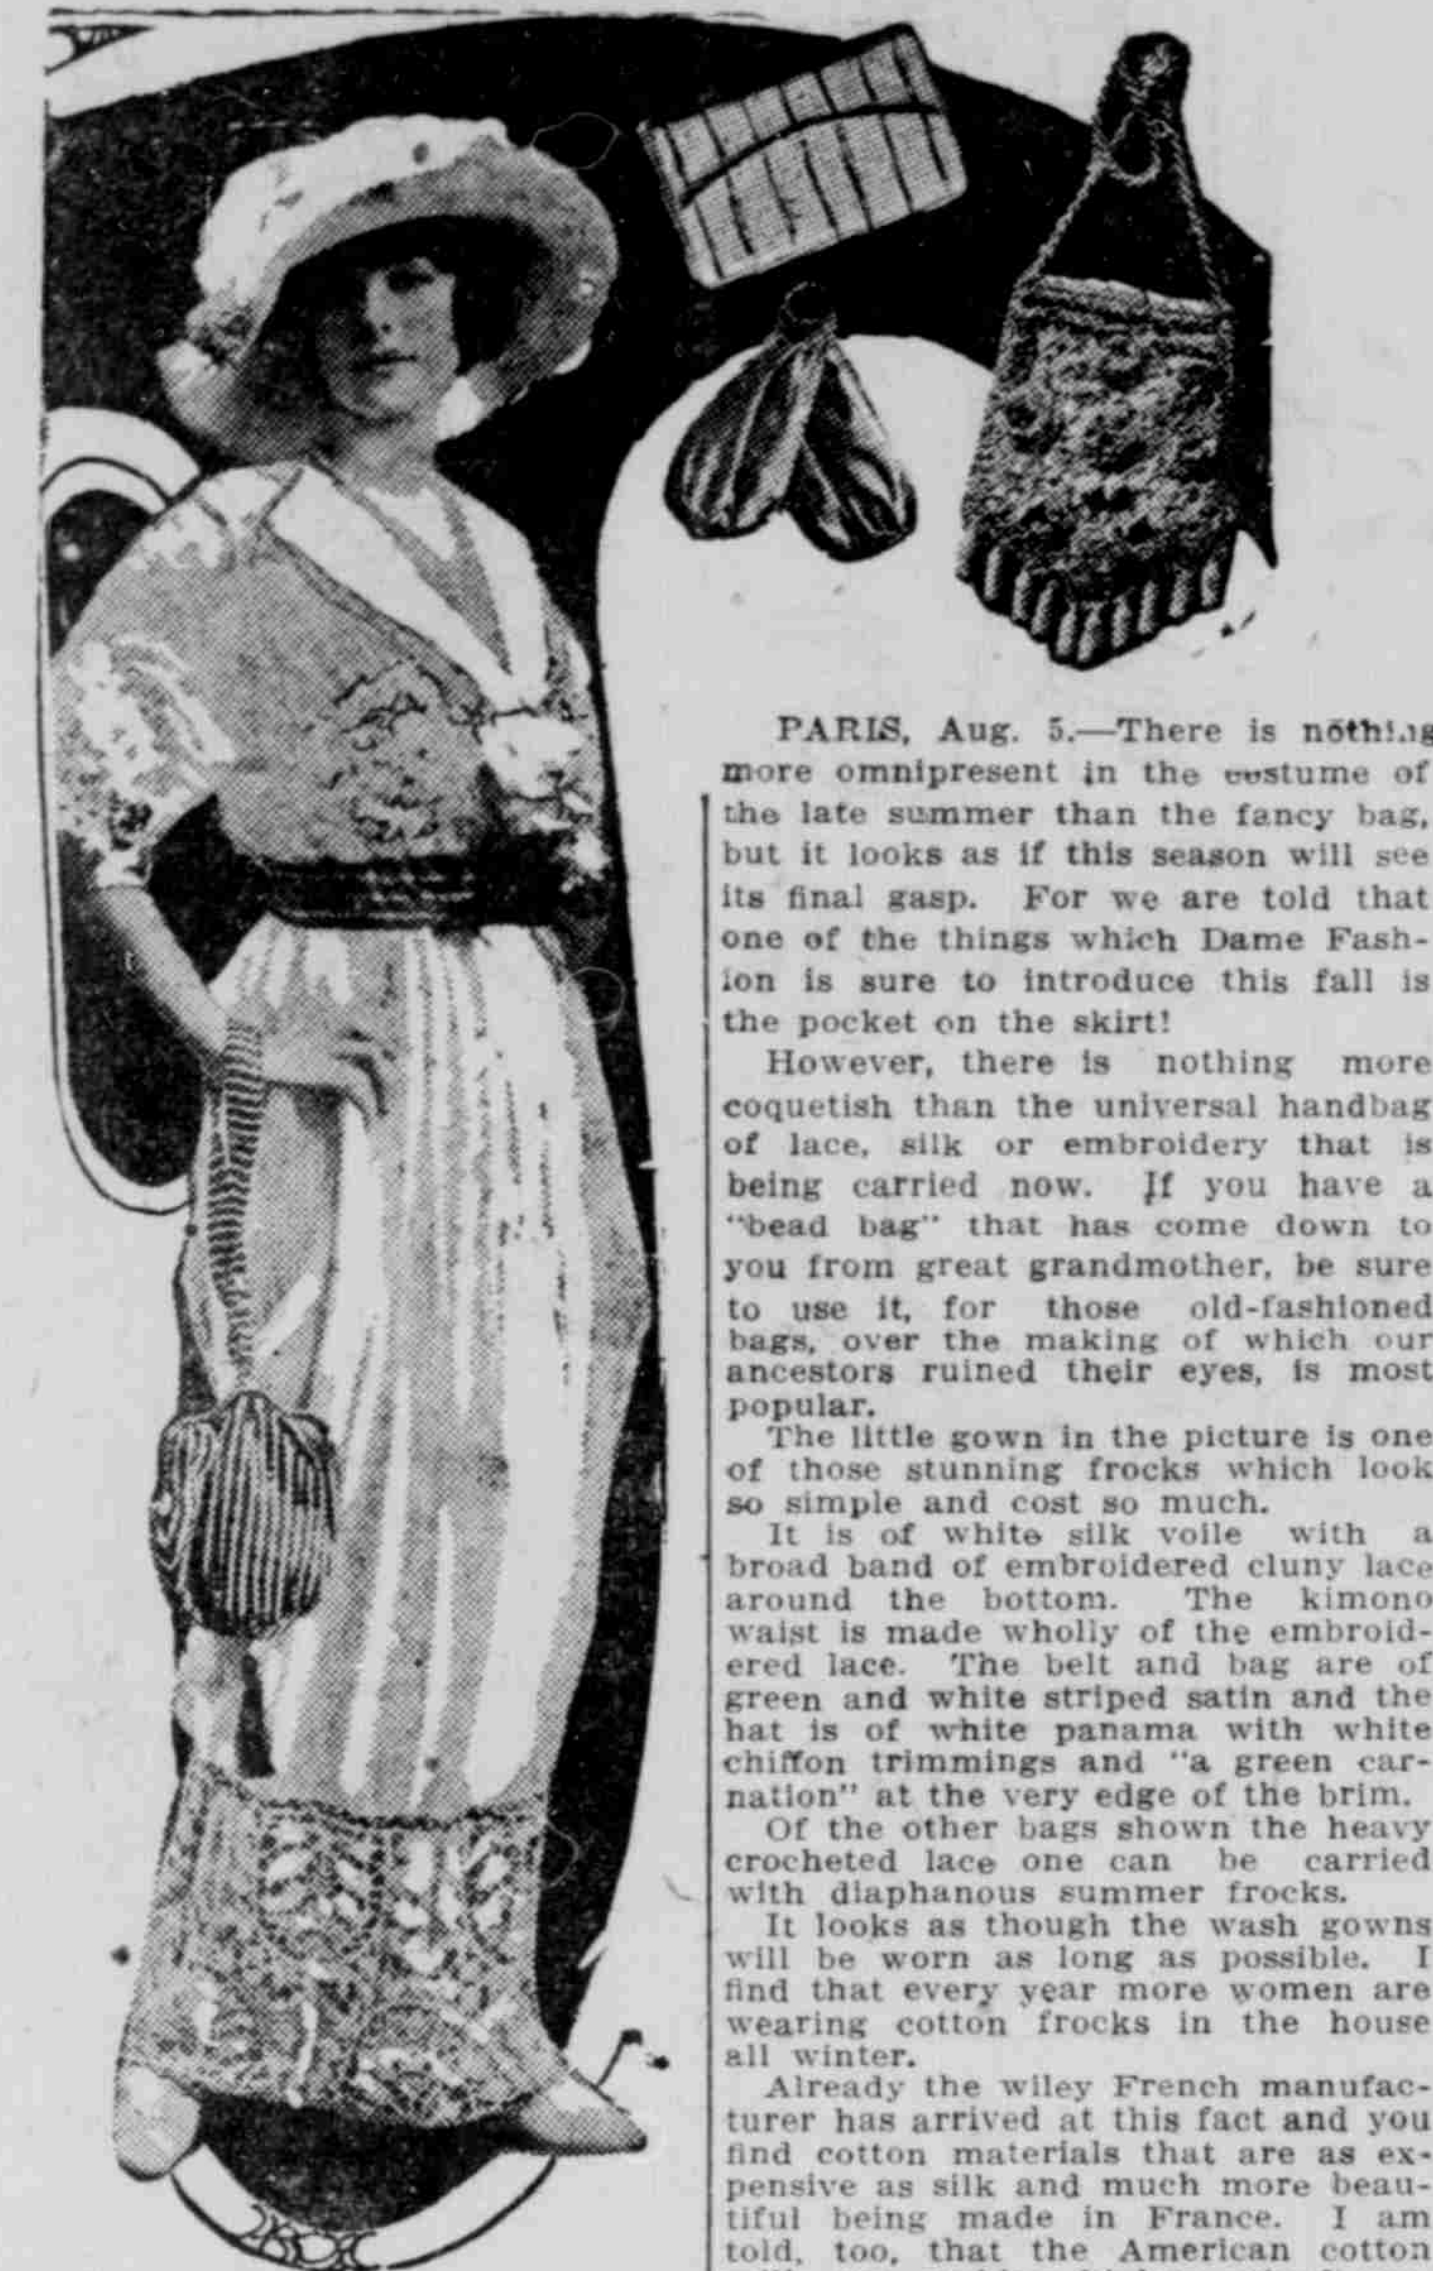 PARIS, Aug. 5.—There is nothing
more omnipresent in the costume of
the late summer than the fancy bag,
but it looks as if this season will see
its final gasp. For we are told that
one of the things which Dame Fash-
ion is sure to introduce this fall is
the pocket on the skirt!
However, there is nothing more
coquetish than the universal handbag
of lace, silk or embroidery that is
being carried now. If you have a
"bead bag" that has come down to
you from great grandmother, be sure
to use it, for those old-fashioned
bags, over the making of which our
ancestors ruined their eyes, is most
popular.
The little gown in the picture is one
of those stunning frocks which look
so simple and cost so much.
It is of white silk voile with a
broad band of embroidered cluny lace
around the bottom. The kimono
waist is made wholly of the embroid-
ered lace. The belt and bag are of
green and white striped satin and the
hat is of white panama with white
chiffon trimmings and "a green car-
nation" at the very edge of the brim.
Of the other bags shown the heavy
crocheted lace one can be carried
with diaphanous summer frocks.
It looks as though the wash gowns
will be worn as long as possible. I
find that every year more women are
wearing cotton frocks in the house
all winter.
Already the wiley French manufac-
turer has arrived at this fact and you
find cotton materials that are as ex-
pensive as silk and much more beau-
tiful being made in France. I am
told, too, that the American cotton